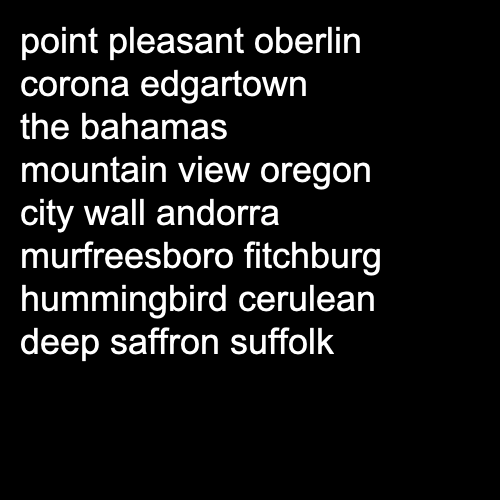 point pleasant oberlin
corona edgartown
the bahamas
mountain view oregon
city wall andorra
murfreesboro fitchburg
hummingbird cerulean
deep saffron suffolk